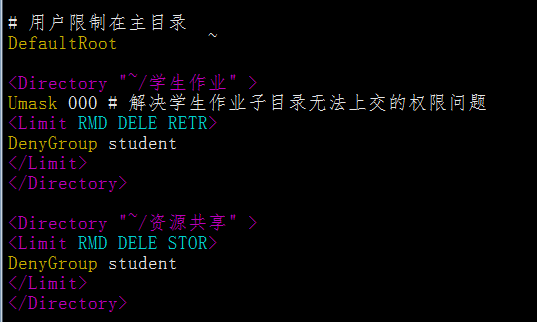 # 用户限制在主目录
DefaultRoot ~
<Directory "~/学生作业" >
Umask 000 # 解决学生作业子目录无法上交的权限问题
<Limit RMD DELE RETR>
DenyGroup student
</Limit>
</Directory>
<Directory "~/资源共享" >
<Limit RMD DELE STOR>
DenyGroup student
</Limit>
</Directory>